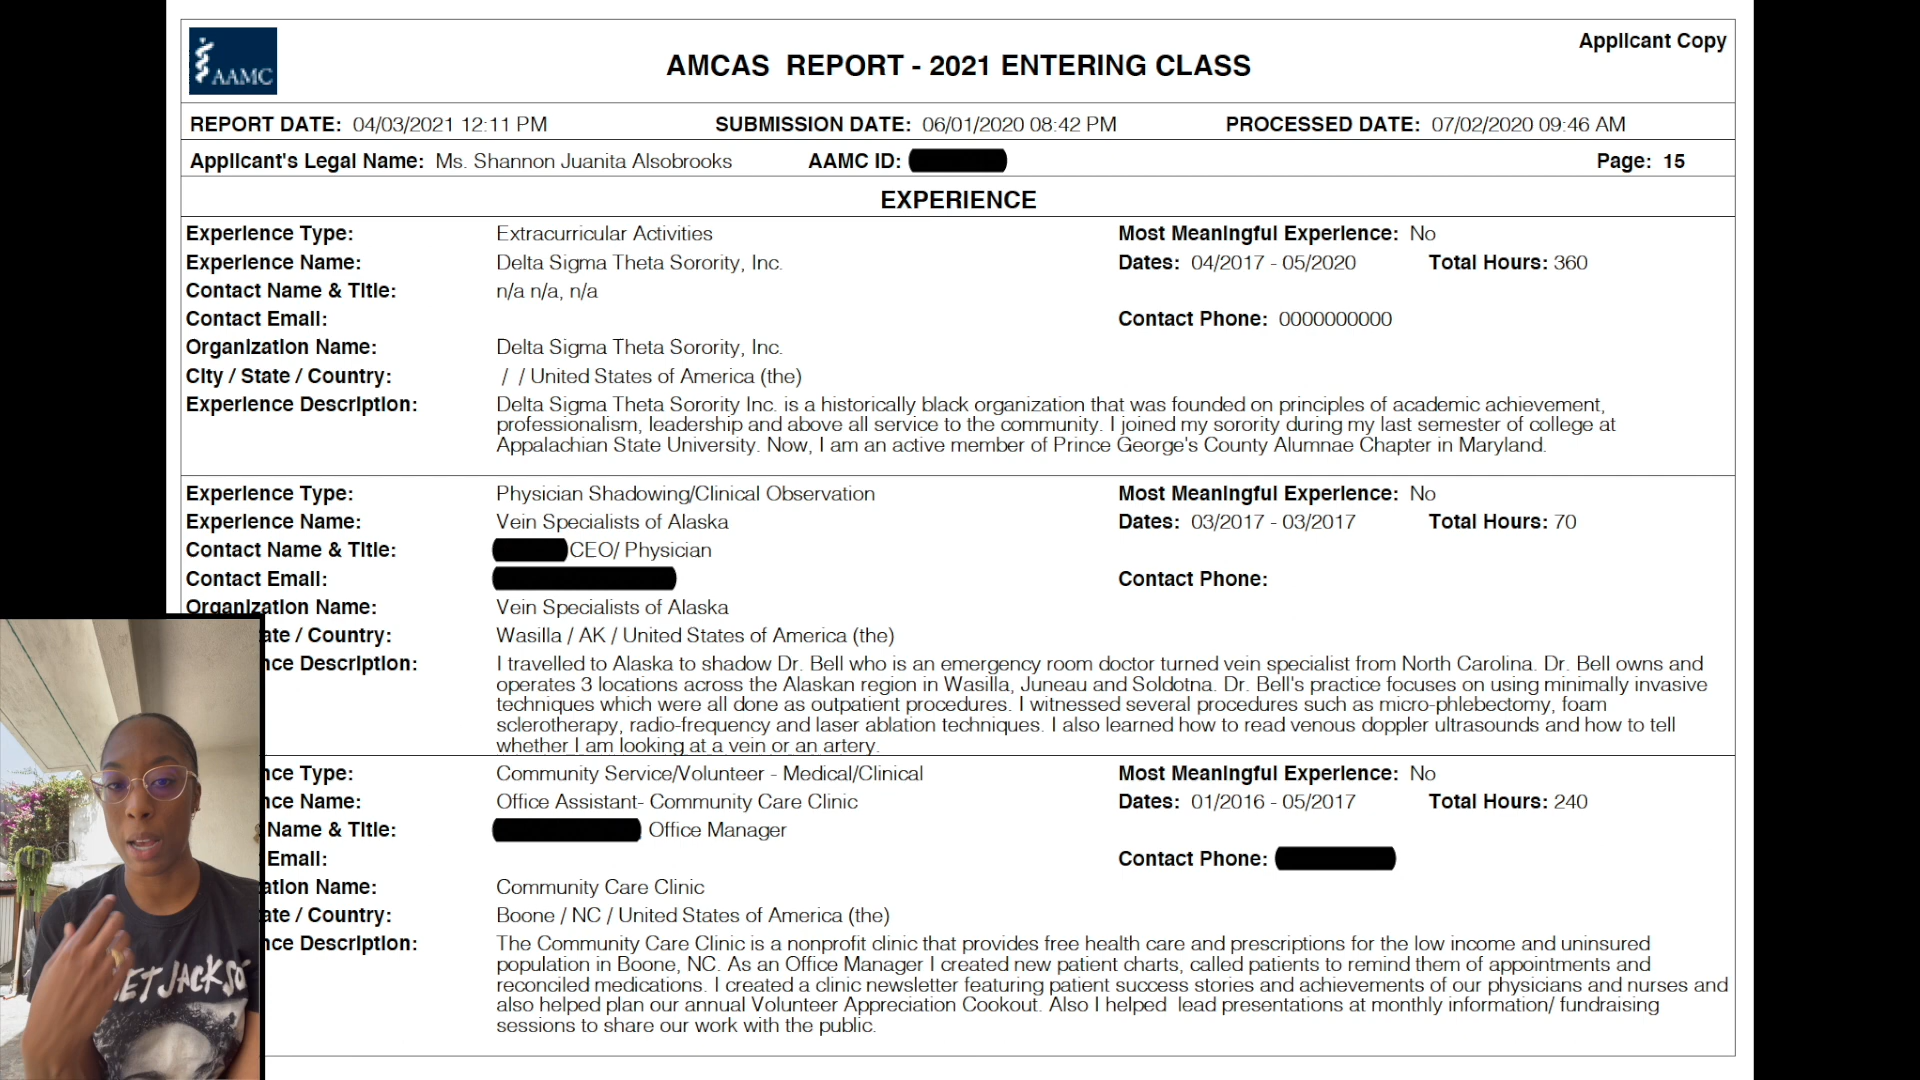 AAMC
AMCAS REPORT - 2021 ENTERING CLASS
Applicant Copy
REPORT DATE: 04/03/2021 12:11 PM SUBMISSION DATE: 06/01/2020 08:42 PM PROCESSED DATE: 07/02/2020 09:46 AM
Applicant's Legal Name: Ms. Shannon Juanita Alsobrooks AAMC ID: Page: 15
EXPERIENCE
Experience Type: Extracurricular Activities Most Meaningful Experience: No
Experience Name: Delta Sigma Theta Sorority, Inc. Dates: 04/2017 - 05/2020 Total Hours: 360
Contact Name & Title: n/a n/a, n/a
Contact Email: Contact Phone: 0000000000
Organization Name: Delta Sigma Theta Sorority, Inc.
City / State / Country: / / United States of America (the)
Experience Description: Delta Sigma Theta Sorority Inc. is a historically black organization that was founded on principles of academic achievement,
professionalism, leadership and above all service to the community. I joined my sorority during my last semester of college at
Appalachian State University. Now, I am an active member of Prince George's County Alumnae Chapter in Maryland.
Experience Type: Physician Shadowing/Clinical Observation Most Meaningful Experience: No
Experience Name: Vein Specialists of Alaska Dates: 03/2017 - 03/2017 Total Hours: 70
Contact Name & Title: CEO/ Physician
Contact Email: Contact Phone:
Organization Name: Vein Specialists of Alaska
ate / Country: Wasilla / AK / United States of America (the)
nce Description: I travelled to Alaska to shadow Dr. Bell who is an emergency room doctor turned vein specialist from North Carolina. Dr. Bell owns and
operates 3 locations across the Alaskan region in Wasilla, Juneau and Soldotna. Dr. Bell's practice focuses on using minimally invasive
techniques which were all done as outpatient procedures. I witnessed several procedures such as micro-phlebectomy, foam
sclerotherapy, radio-frequency and laser ablation techniques. I also learned how to read venous doppler ultrasounds and how to tell
whether I am looking at a vein or an artery.
nce Type: Community Service/Volunteer - Medical/Clinical Most Meaningful Experience: No
nce Name: Office Assistant- Community Care Clinic Dates: 01/2016 - 05/2017 Total Hours: 240
Name & Title: Office Manager
Email: Contact Phone:
ation Name: Community Care Clinic
ate / Country: Boone / NC / United States of America (the)
nce Description: The Community Care Clinic is a nonprofit clinic that provides free health care and prescriptions for the low income and uninsured
population in Boone, NC. As an Office Manager I created new patient charts, called patients to remind them of appointments and
reconciled medications. I created a clinic newsletter featuring patient success stories and achievements of our physicians and nurses and
also helped plan our annual Volunteer Appreciation Cookout. Also I helped lead presentations at monthly information/ fundraising
sessions to share our work with the public.
ET JACKSO